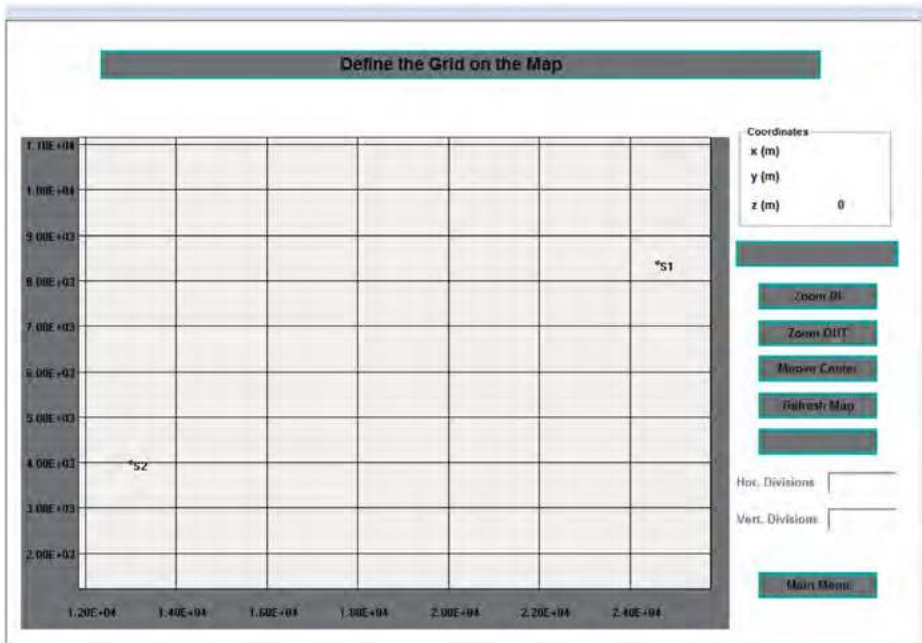 Define the Grid on the Map
Coordinates
x (m)
y (m)
z (m) 0
1.10E+04
1.00E+04
9.00E+03
8.00E+03
7.00E+03
6.00E+03
5.00E+03
4.00E+03
3.00E+03
2.00E+03
*S1
*S2
1.20E+04 1.40E+04 1.60E+04 1.80E+04 2.00E+04 2.20E+04 2.40E+04
Zoom IN
Zoom OUT
Moove Center
Refresh Map
Hor. Divisions
Vert. Divisions
Main Menu